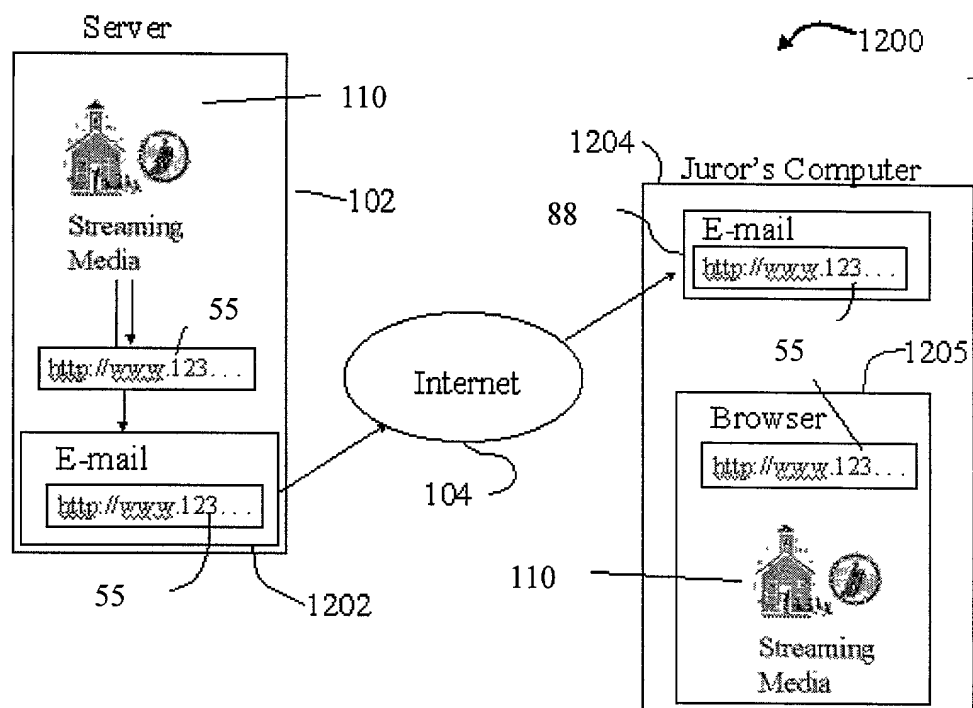 Server
1200
110
1204
Juror's Computer
102
88
E-mail
http://www.123...
Streaming
Media
55
http://www.123...
55
1205
Internet
Browser
http://www.123...
E-mail
http://www.123...
104
55
1202
110
Streaming
Media